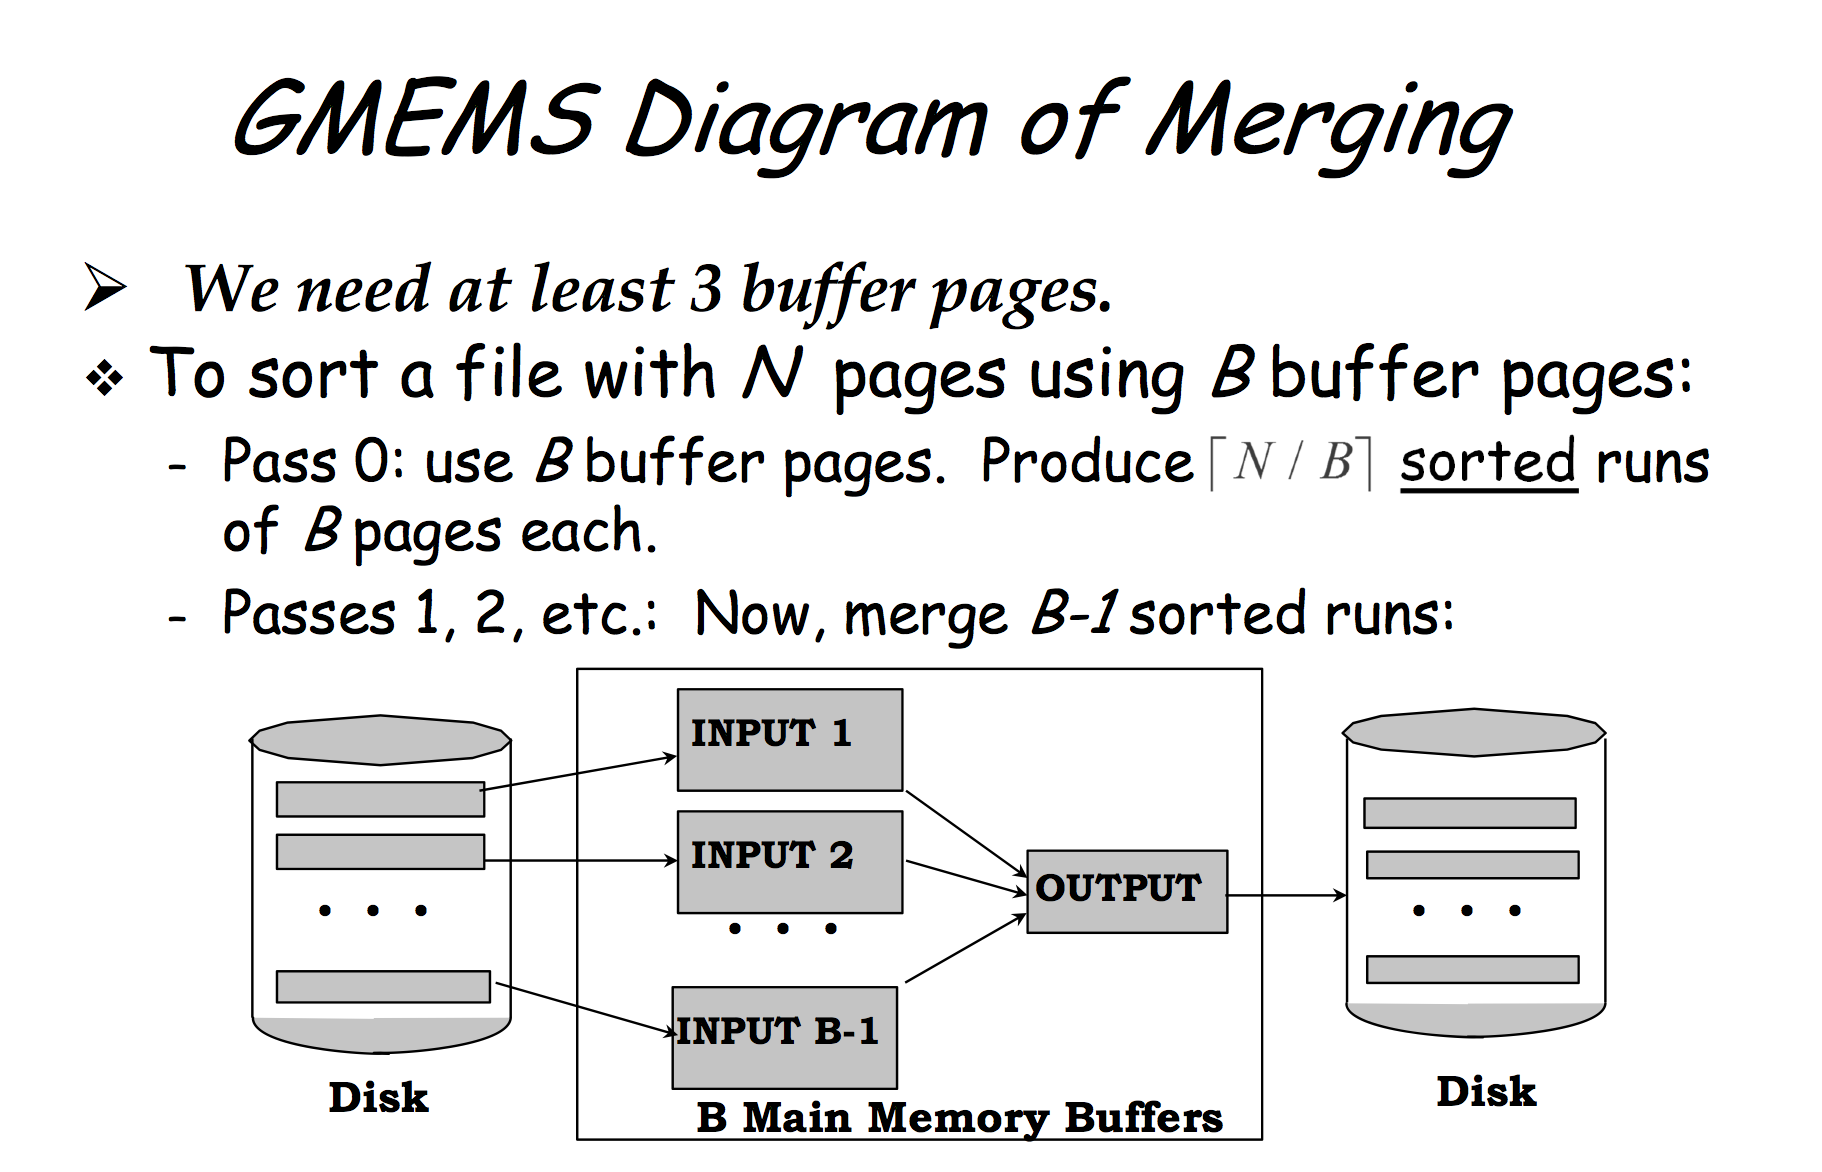 GMEMS Diagram of Merging
➢ We need at least 3 buffer pages.
❖ To sort a file with N pages using B buffer pages:
- Pass 0: use B buffer pages. Produce ⌈N / B⌉ sorted runs
of B pages each.
- Passes 1, 2, etc.: Now, merge B-1 sorted runs:
INPUT 1
INPUT 2
. . .
INPUT B-1
OUTPUT
. . .
. . .
Disk
B Main Memory Buffers
Disk